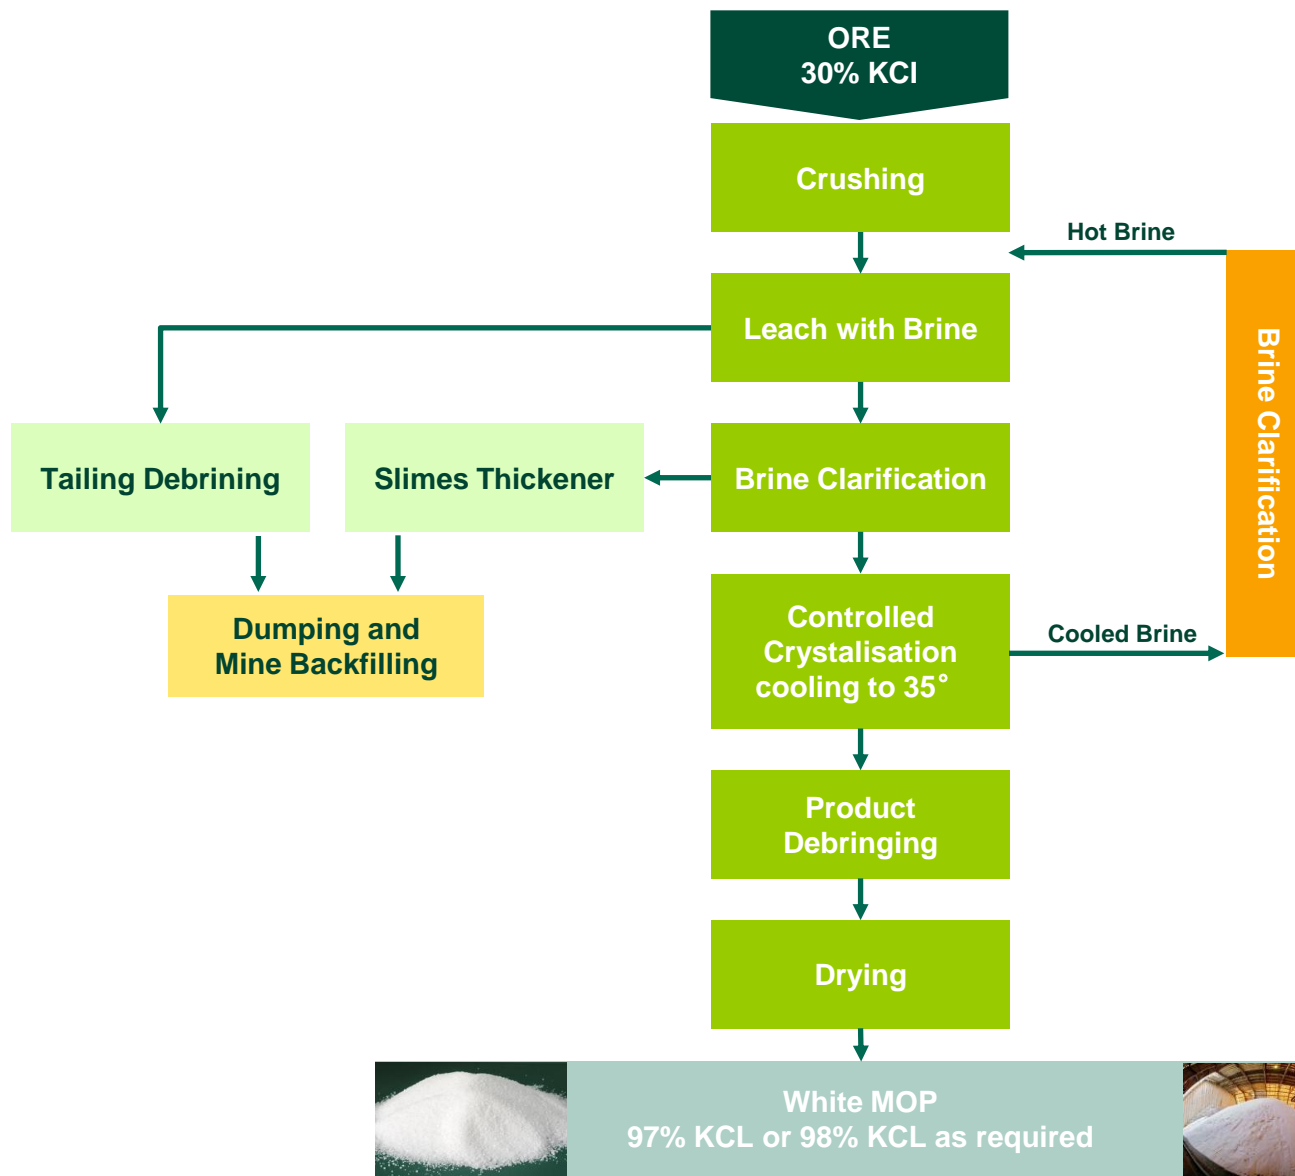 ORE
30% KCl
Crushing
Hot Brine
Leach with Brine
Brine Clarification
Tailing Debrining
Slimes Thickener
Brine Clarification
Dumping and
Mine Backfilling
Controlled
Crystalisation
cooling to 35°
Cooled Brine
Product
Debringing
Drying
White MOP
97% KCL or 98% KCL as required